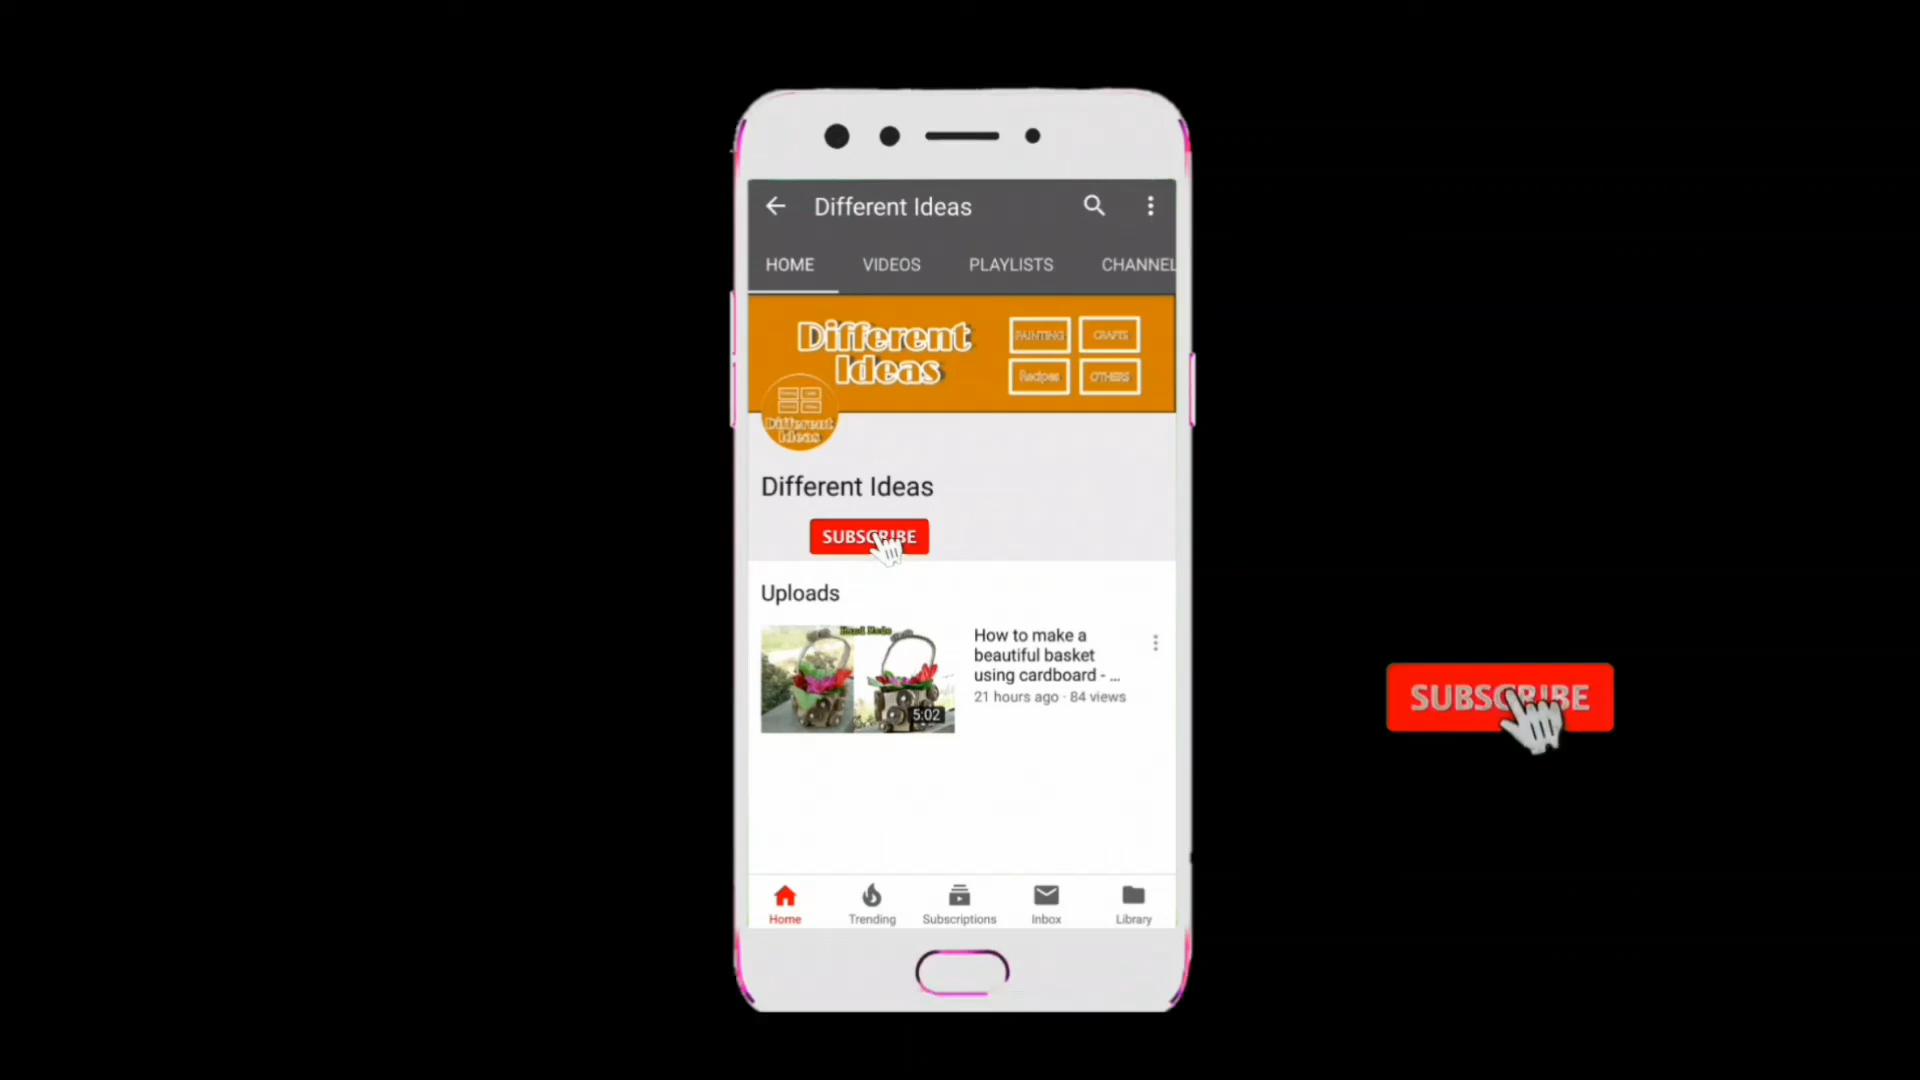 Different Ideas
HOME VIDEOS PLAYLISTS CHANNEL
Different
Ideas
PAINTING CRAFTS
Recipes OTHERS
Different
Ideas
Different Ideas
SUBSCRIBE
Uploads
Hand Made
5:02
How to make a
beautiful basket
using cardboard - ...
21 hours ago · 84 views
SUBSCRIBE
Home Trending Subscriptions Inbox Library